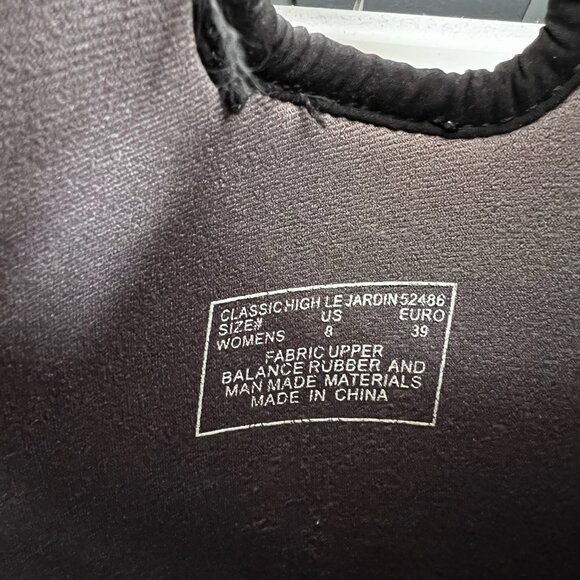 CLASSIC HIGH LE JARDIN 52486
SIZE# US EURO
WOMENS 8 39
FABRIC UPPER
BALANCE RUBBER AND
MAN MADE MATERIALS
MADE IN CHINA